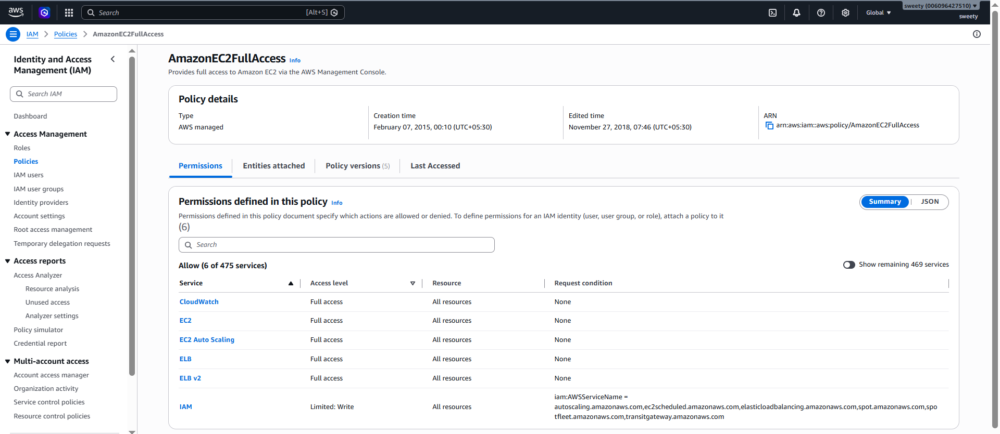 aws
Search
[Alt+S]
Global
sweety (006096427510)
sweety
IAM
Policies
AmazonEC2FullAccess
Identity and Access
Management (IAM)
Search IAM
Dashboard
Access Management
Roles
Policies
IAM users
IAM user groups
Identity providers
Account settings
Root access management
Temporary delegation requests
Access reports
Access Analyzer
Resource analysis
Unused access
Analyzer settings
Policy simulator
Credential report
Multi-account access
Account access manager
Organization activity
Service control policies
Resource control policies
AmazonEC2FullAccess Info
Provides full access to Amazon EC2 via the AWS Management Console.
Policy details
Type
AWS managed
Creation time
February 07, 2015, 00:10 (UTC+05:30)
Edited time
November 27, 2018, 07:46 (UTC+05:30)
ARN
arn:aws:iam::aws:policy/AmazonEC2FullAccess
Permissions
Entities attached
Policy versions (5)
Last Accessed
Permissions defined in this policy Info
Summary
JSON
Permissions defined in this policy document specify which actions are allowed or denied. To define permissions for an IAM identity (user, user group, or role), attach a policy to it
(6)
Search
Allow (6 of 475 services)
Show remaining 469 services
Service Access level Resource Request condition
CloudWatch Full access All resources None
EC2 Full access All resources None
EC2 Auto Scaling Full access All resources None
ELB Full access All resources None
ELB v2 Full access All resources None
IAM Limited: Write All resources
iam:AWSServiceName =
autoscaling.amazonaws.com,ec2scheduled.amazonaws.com,elasticloadbalancing.amazonaws.com,spot.amazonaws.com,spo
tfleet.amazonaws.com,transitgateway.amazonaws.com